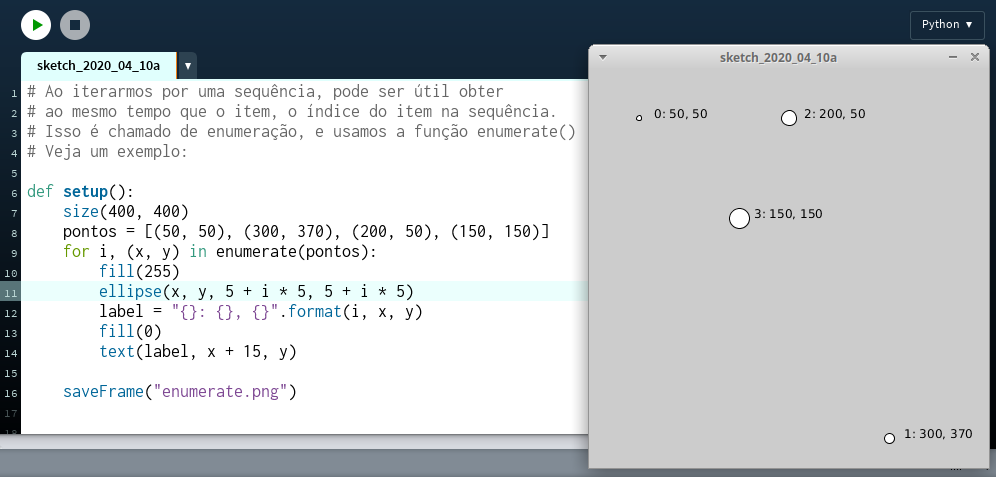 Python ▾
sketch_2020_04_10a ▾
1 # Ao iterarmos por uma sequência, pode ser útil obter
2 # ao mesmo tempo que o item, o índice do item na sequência.
3 # Isso é chamado de enumeração, e usamos a função enumerate()
4 # Veja um exemplo:
5
6 def setup():
7     size(400, 400)
8     pontos = [(50, 50), (300, 370), (200, 50), (150, 150)]
9     for i, (x, y) in enumerate(pontos):
10         fill(255)
11         ellipse(x, y, 5 + i * 5, 5 + i * 5)
12         label = "{}: {}, {}".format(i, x, y)
13         fill(0)
14         text(label, x + 15, y)
15
16     saveFrame("enumerate.png")
17
18
sketch_2020_04_10a
0: 50, 50
2: 200, 50
3: 150, 150
1: 300, 370